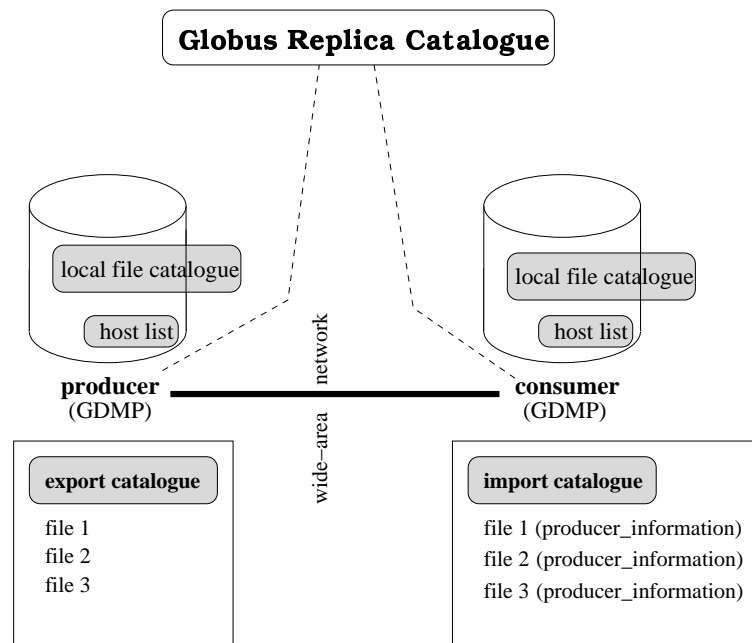 Globus Replica Catalogue
local file catalogue
host list
producer
(GDMP)
local file catalogue
host list
consumer
(GDMP)
wide−area network
export catalogue
file 1
file 2
file 3
import catalogue
file 1 (producer_information)
file 2 (producer_information)
file 3 (producer_information)